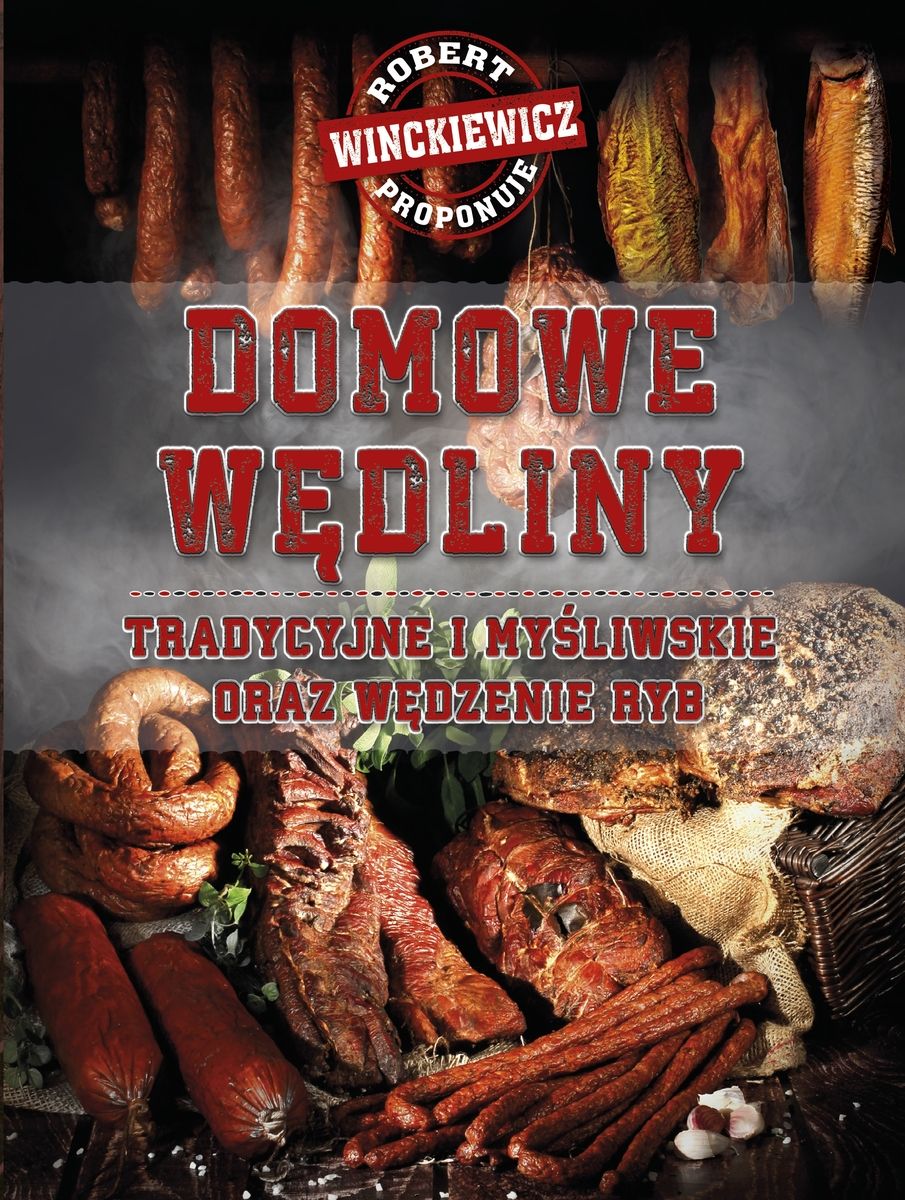 ROBERT
WINCKIEWICZ
PROPONUJE
DOMOWE
WĘDLINY
TRADYCYJNE I MYŚLIWSKIE
ORAZ WĘDZENIE RYB